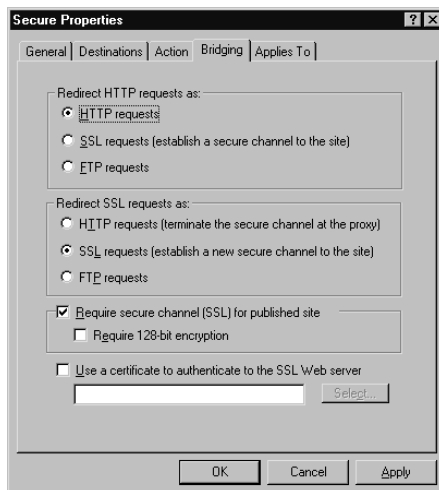 Secure Properties
General Destinations Action Bridging Applies To
Redirect HTTP requests as:
HTTP requests
SSL requests (establish a secure channel to the site)
FTP requests
Redirect SSL requests as:
HTTP requests (terminate the secure channel at the proxy)
SSL requests (establish a new secure channel to the site)
FTP requests
Require secure channel (SSL) for published site
Require 128-bit encryption
Use a certificate to authenticate to the SSL Web server
Select...
OK Cancel Apply